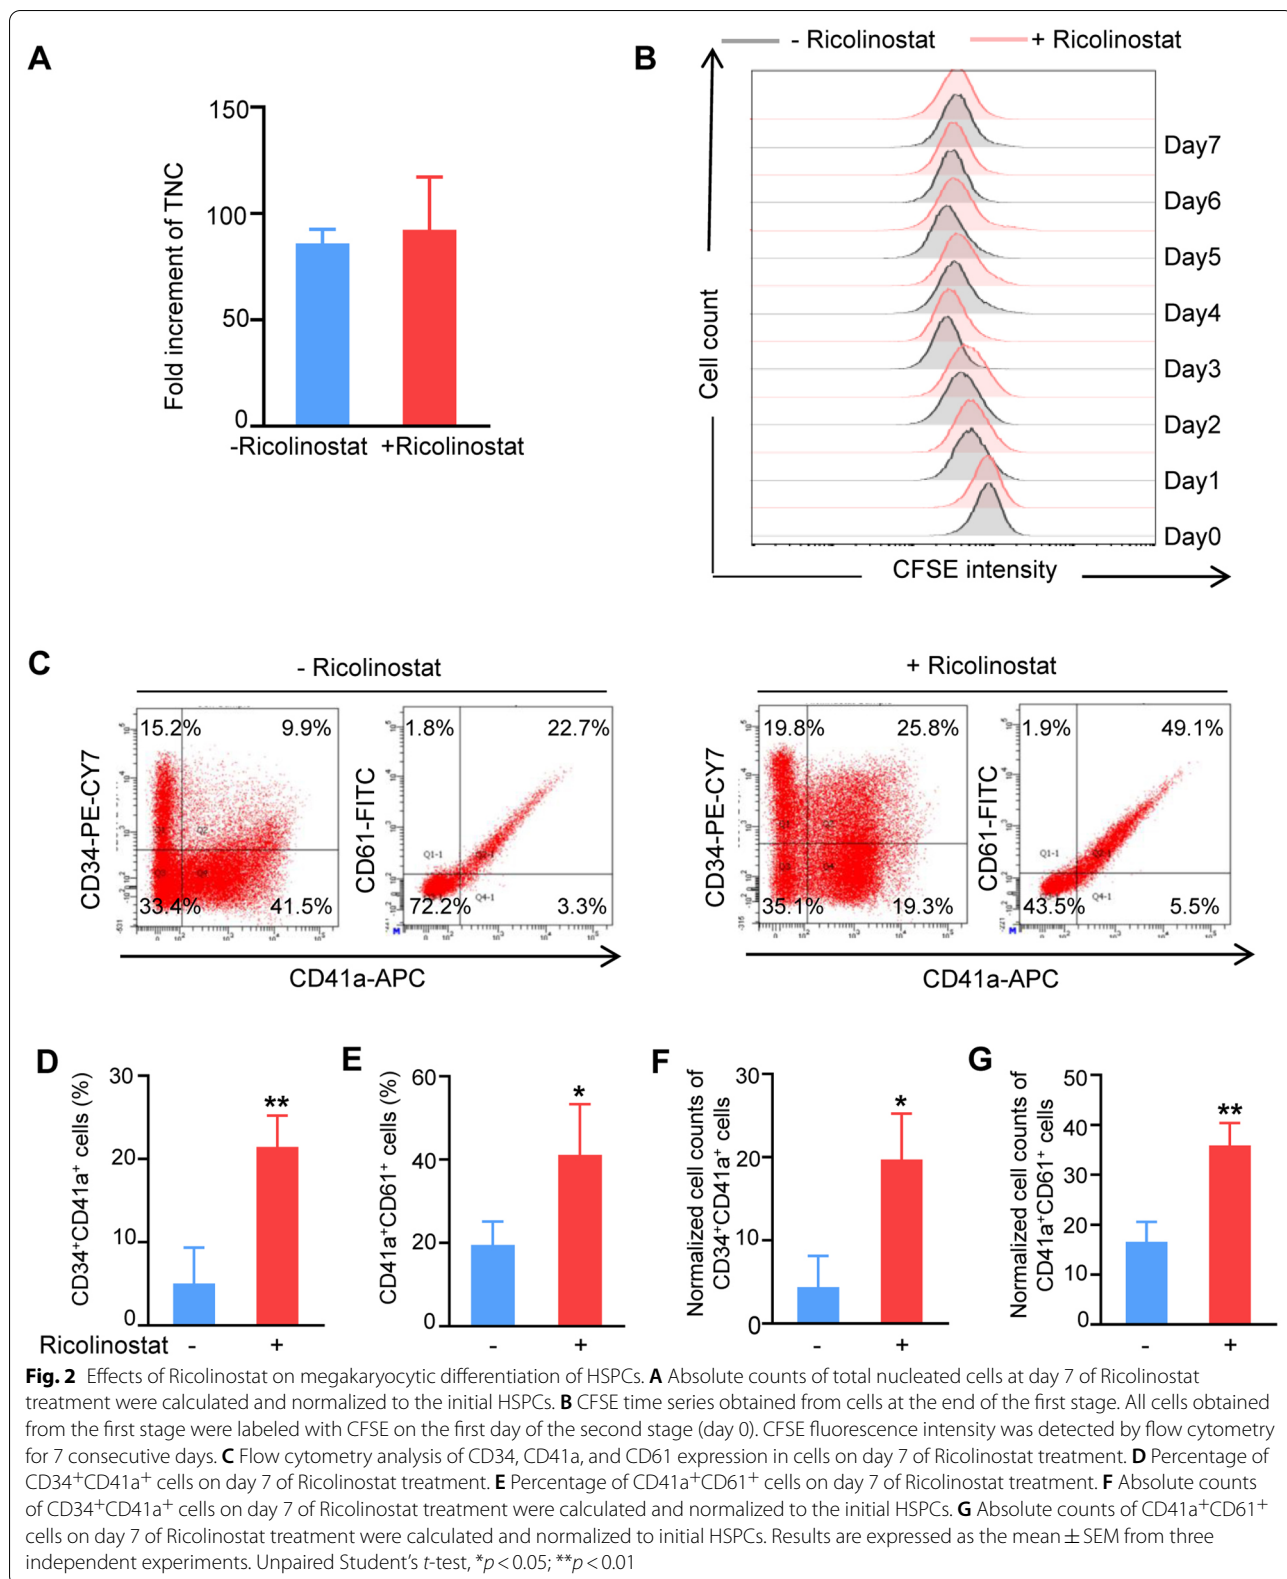 A
150
100
50
0
Fold increment of TNC
-Ricolinostat +Ricolinostat
B
- Ricolinostat + Ricolinostat
Cell count
Day7
Day6
Day5
Day4
Day3
Day2
Day1
Day0
CFSE intensity
C
- Ricolinostat
+ Ricolinostat
CD34-PE-CY7
15.2% 9.9%
33.4% 41.5%
Q2
Q4
CD61-FITC
1.8% 22.7%
72.2% 3.3%
Q1-1
Q4-1
M
CD41a-APC
CD34-PE-CY7
19.8% 25.8%
35.1% 19.3%
Q4
CD61-FITC
1.9% 49.1%
43.5% 5.5%
Q1-1
Q4-1
M
CD41a-APC
D
CD34+CD41a+ cells (%)
30
20
10
0
**
Ricolinostat - +
E
CD41a+CD61+ cells (%)
60
40
20
0
*
- +
F
Normalized cell counts of
CD34+CD41a+ cells
30
20
10
0
*
- +
G
Normalized cell counts of
CD41a+CD61+ cells
50
40
30
20
10
0
**
- +
Fig. 2 Effects of Ricolinostat on megakaryocytic differentiation of HSPCs. A Absolute counts of total nucleated cells at day 7 of Ricolinostat
treatment were calculated and normalized to the initial HSPCs. B CFSE time series obtained from cells at the end of the first stage. All cells obtained
from the first stage were labeled with CFSE on the first day of the second stage (day 0). CFSE fluorescence intensity was detected by flow cytometry
for 7 consecutive days. C Flow cytometry analysis of CD34, CD41a, and CD61 expression in cells on day 7 of Ricolinostat treatment. D Percentage of
CD34+CD41a+ cells on day 7 of Ricolinostat treatment. E Percentage of CD41a+CD61+ cells on day 7 of Ricolinostat treatment. F Absolute counts
of CD34+CD41a+ cells on day 7 of Ricolinostat treatment were calculated and normalized to the initial HSPCs. G Absolute counts of CD41a+CD61+
cells on day 7 of Ricolinostat treatment were calculated and normalized to initial HSPCs. Results are expressed as the mean ± SEM from three
independent experiments. Unpaired Student's t-test, *p < 0.05; **p < 0.01